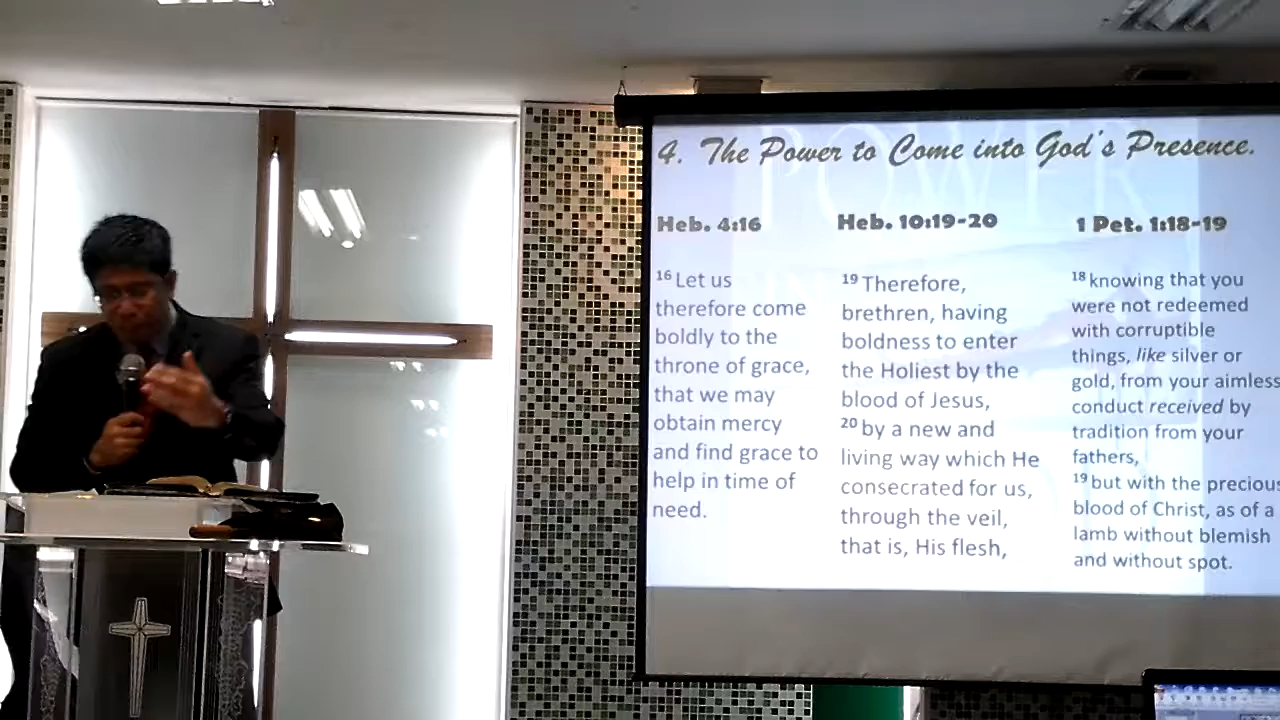 4. The Power to Come into God's Presence.
Heb. 4:16
16 Let us
therefore come
boldly to the
throne of grace,
that we may
obtain mercy
and find grace to
help in time of
need.
Heb. 10:19-20
19 Therefore,
brethren, having
boldness to enter
the Holiest by the
blood of Jesus,
20 by a new and
living way which He
consecrated for us,
through the veil,
that is, His flesh,
1 Pet. 1:18-19
18 knowing that you
were not redeemed
with corruptible
things, like silver or
gold, from your aimless
conduct received by
tradition from your
fathers,
19 but with the precious
blood of Christ, as of a
lamb without blemish
and without spot.
POWER